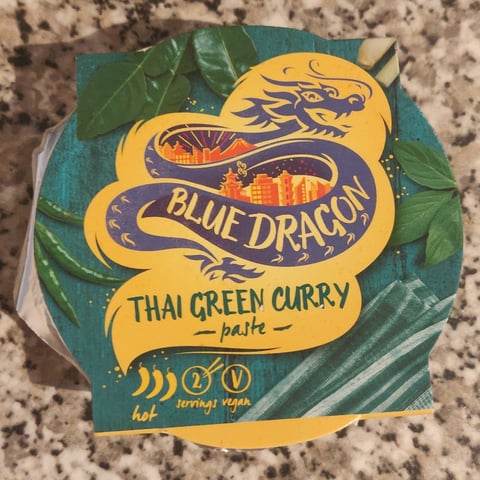 BLUE DRAGON
THAI GREEN CURRY
paste
2 V
hot servings vegan